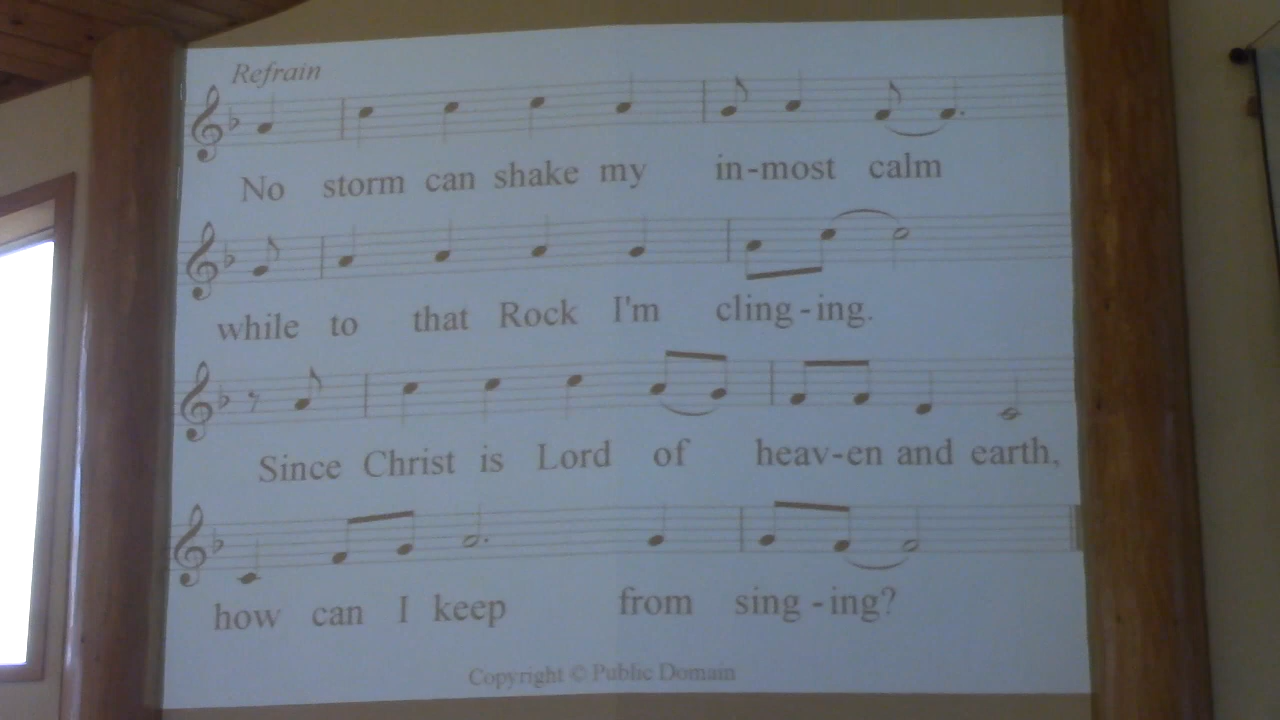 Refrain
No storm can shake my in-most calm
while to that Rock I'm cling-ing.
Since Christ is Lord of heav-en and earth,
how can I keep from sing-ing?
Copyright © Public Domain